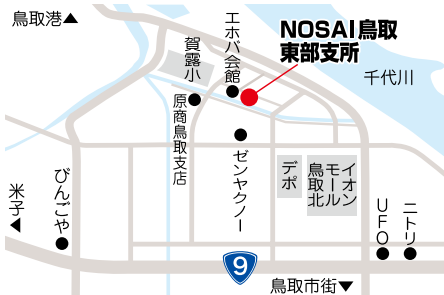 鳥取港▲
NOSAI鳥取
東部支所
エホバ会館
賀露小
千代川
原商鳥取支店
ゼンヤクノー
デポ
イオン
モール
鳥取北
びんごや
米子▲
UFO
ニトリ
9
鳥取市街▼